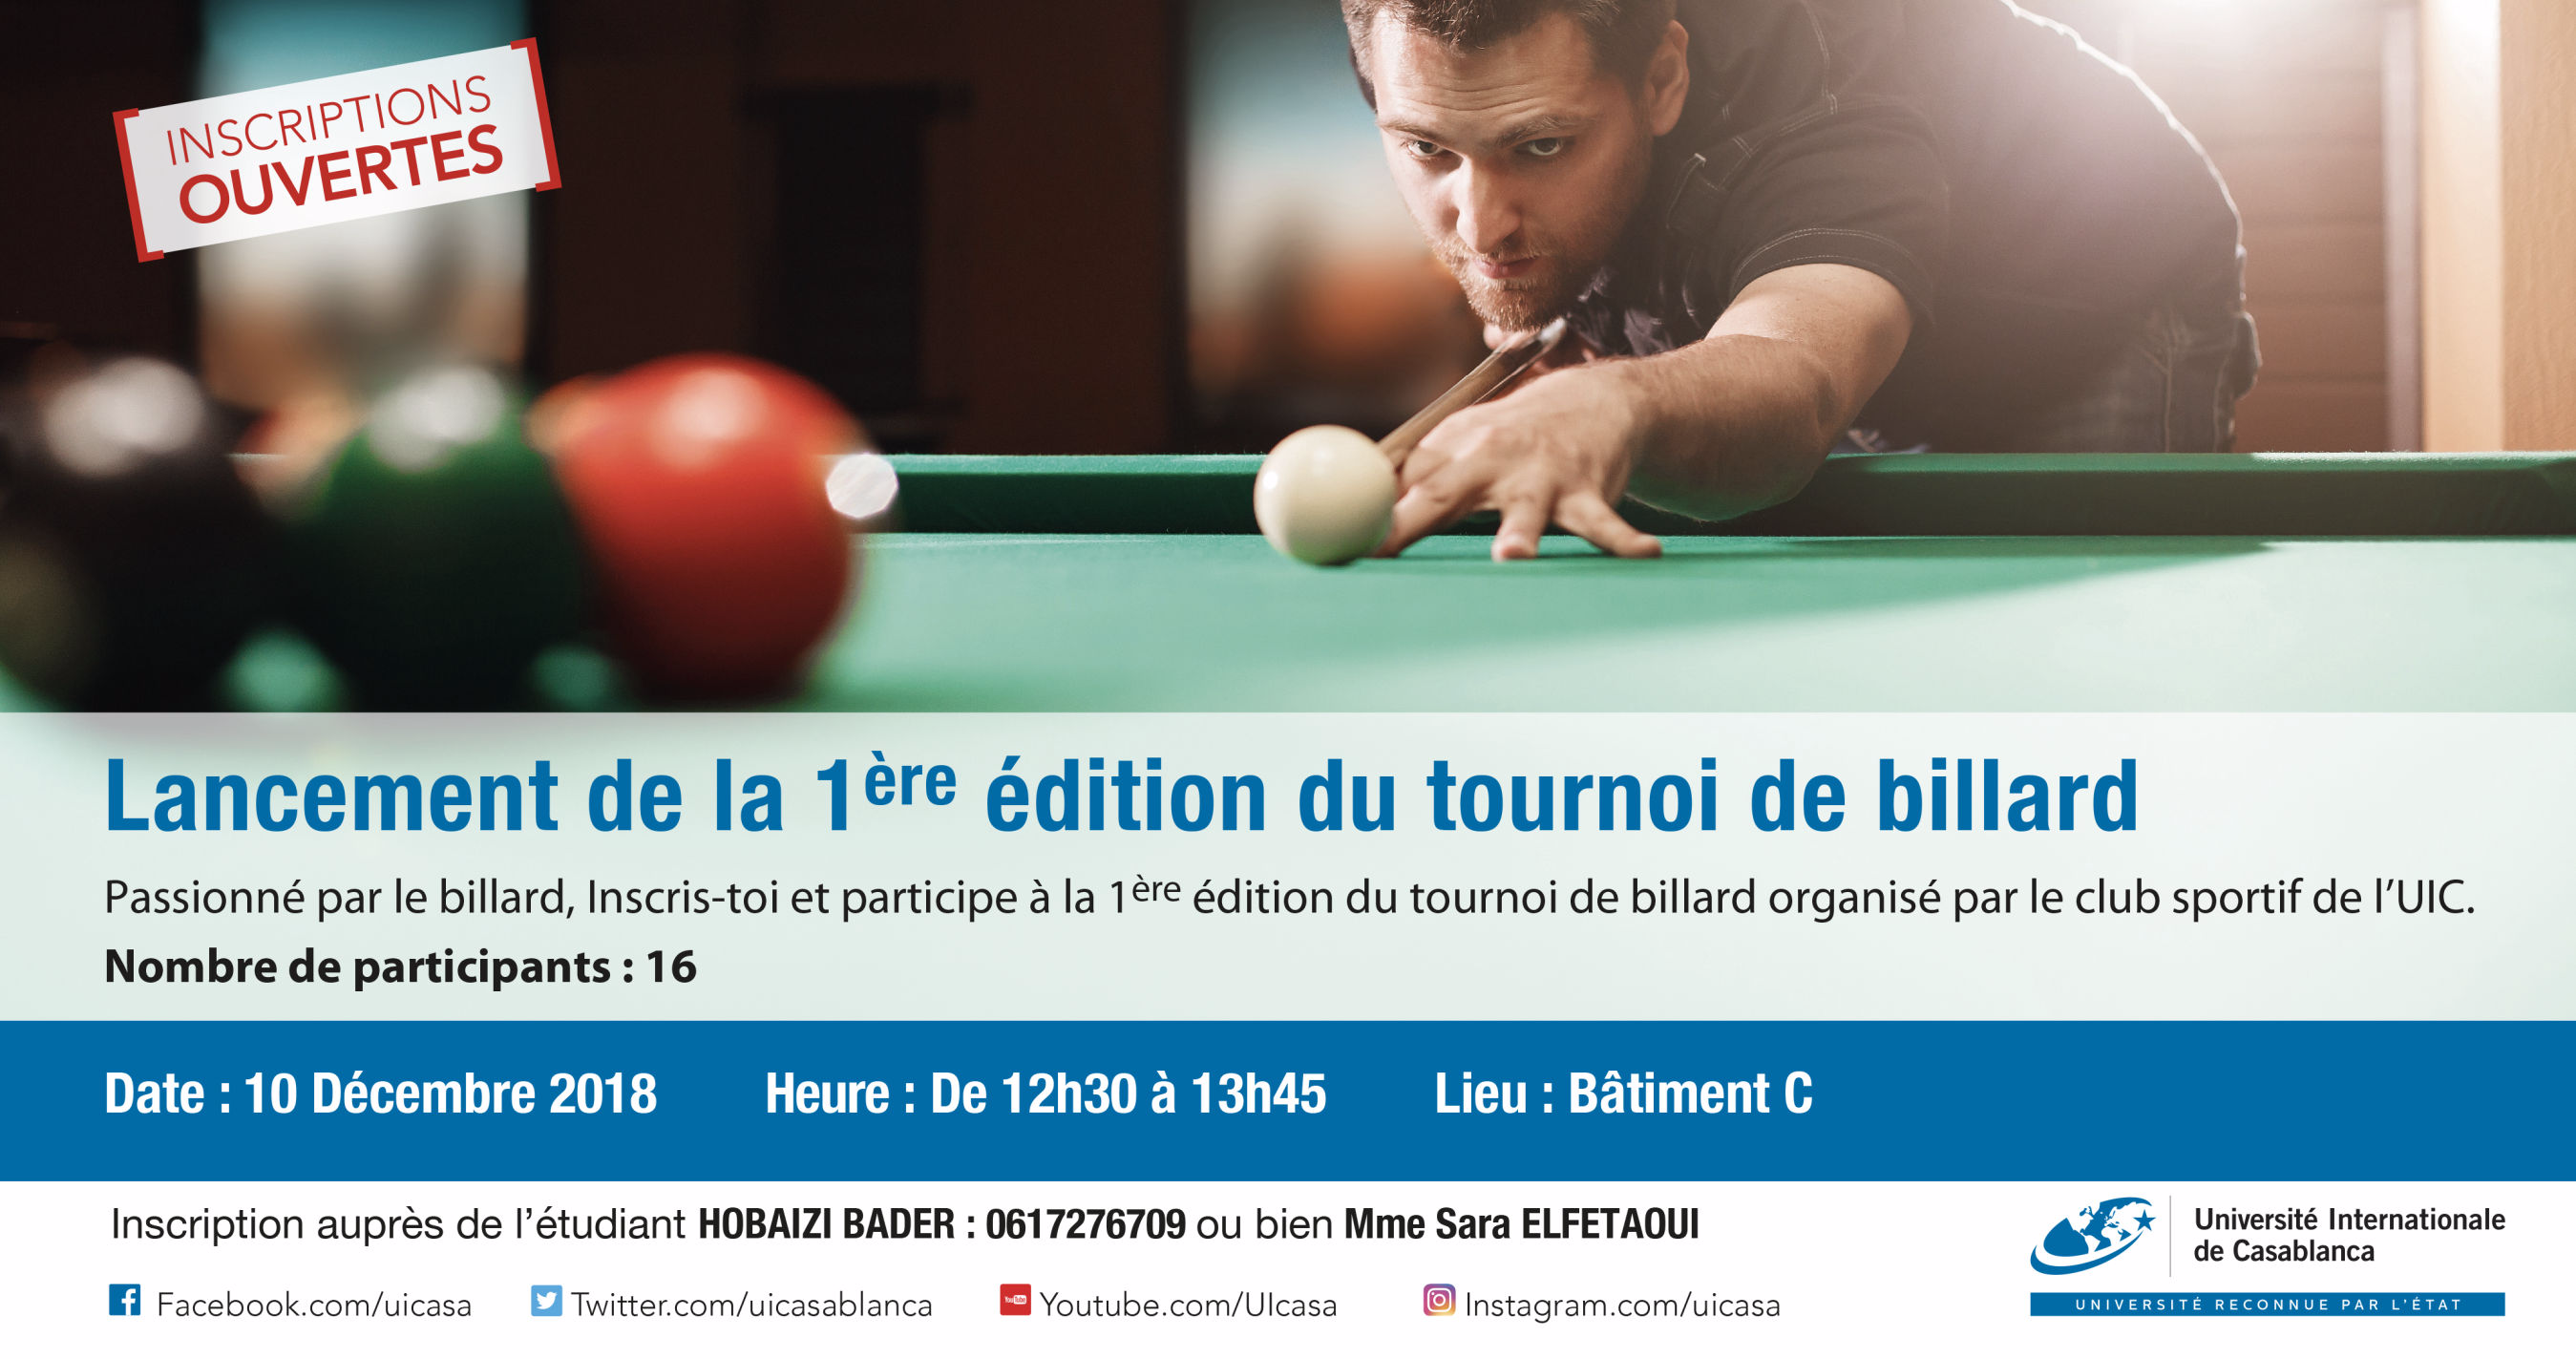 INSCRIPTIONS
OUVERTES
Lancement de la 1ère édition du tournoi de billard
Passionné par le billard, Inscris-toi et participe à la 1ère édition du tournoi de billard organisé par le club sportif de l’UIC.
Nombre de participants : 16
Date : 10 Décembre 2018 Heure : De 12h30 à 13h45 Lieu : Bâtiment C
Inscription auprès de l’étudiant HOBAIZI BADER : 0617276709 ou bien Mme Sara ELFETAOUI
Facebook.com/uicasa Twitter.com/uicasablanca YouTube Youtube.com/UIcasa Instagram.com/uicasa
Université Internationale
de Casablanca
UNIVERSITÉ RECONNUE PAR L’ÉTAT